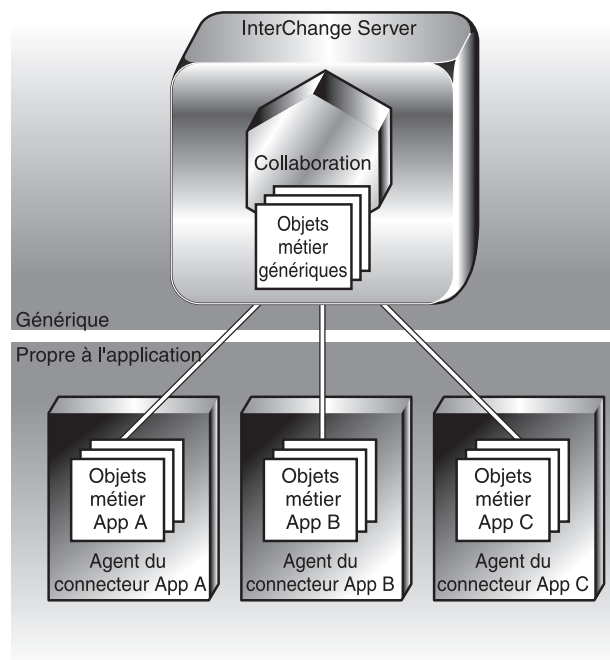 InterChange Server
Collaboration
Objets
métier
génériques
Générique
Propre à l'application
Objets
métier
App A
Agent du
connecteur App A
Objets
métier
App B
Agent du
connecteur App B
Objets
métier
App C
Agent du
connecteur App C